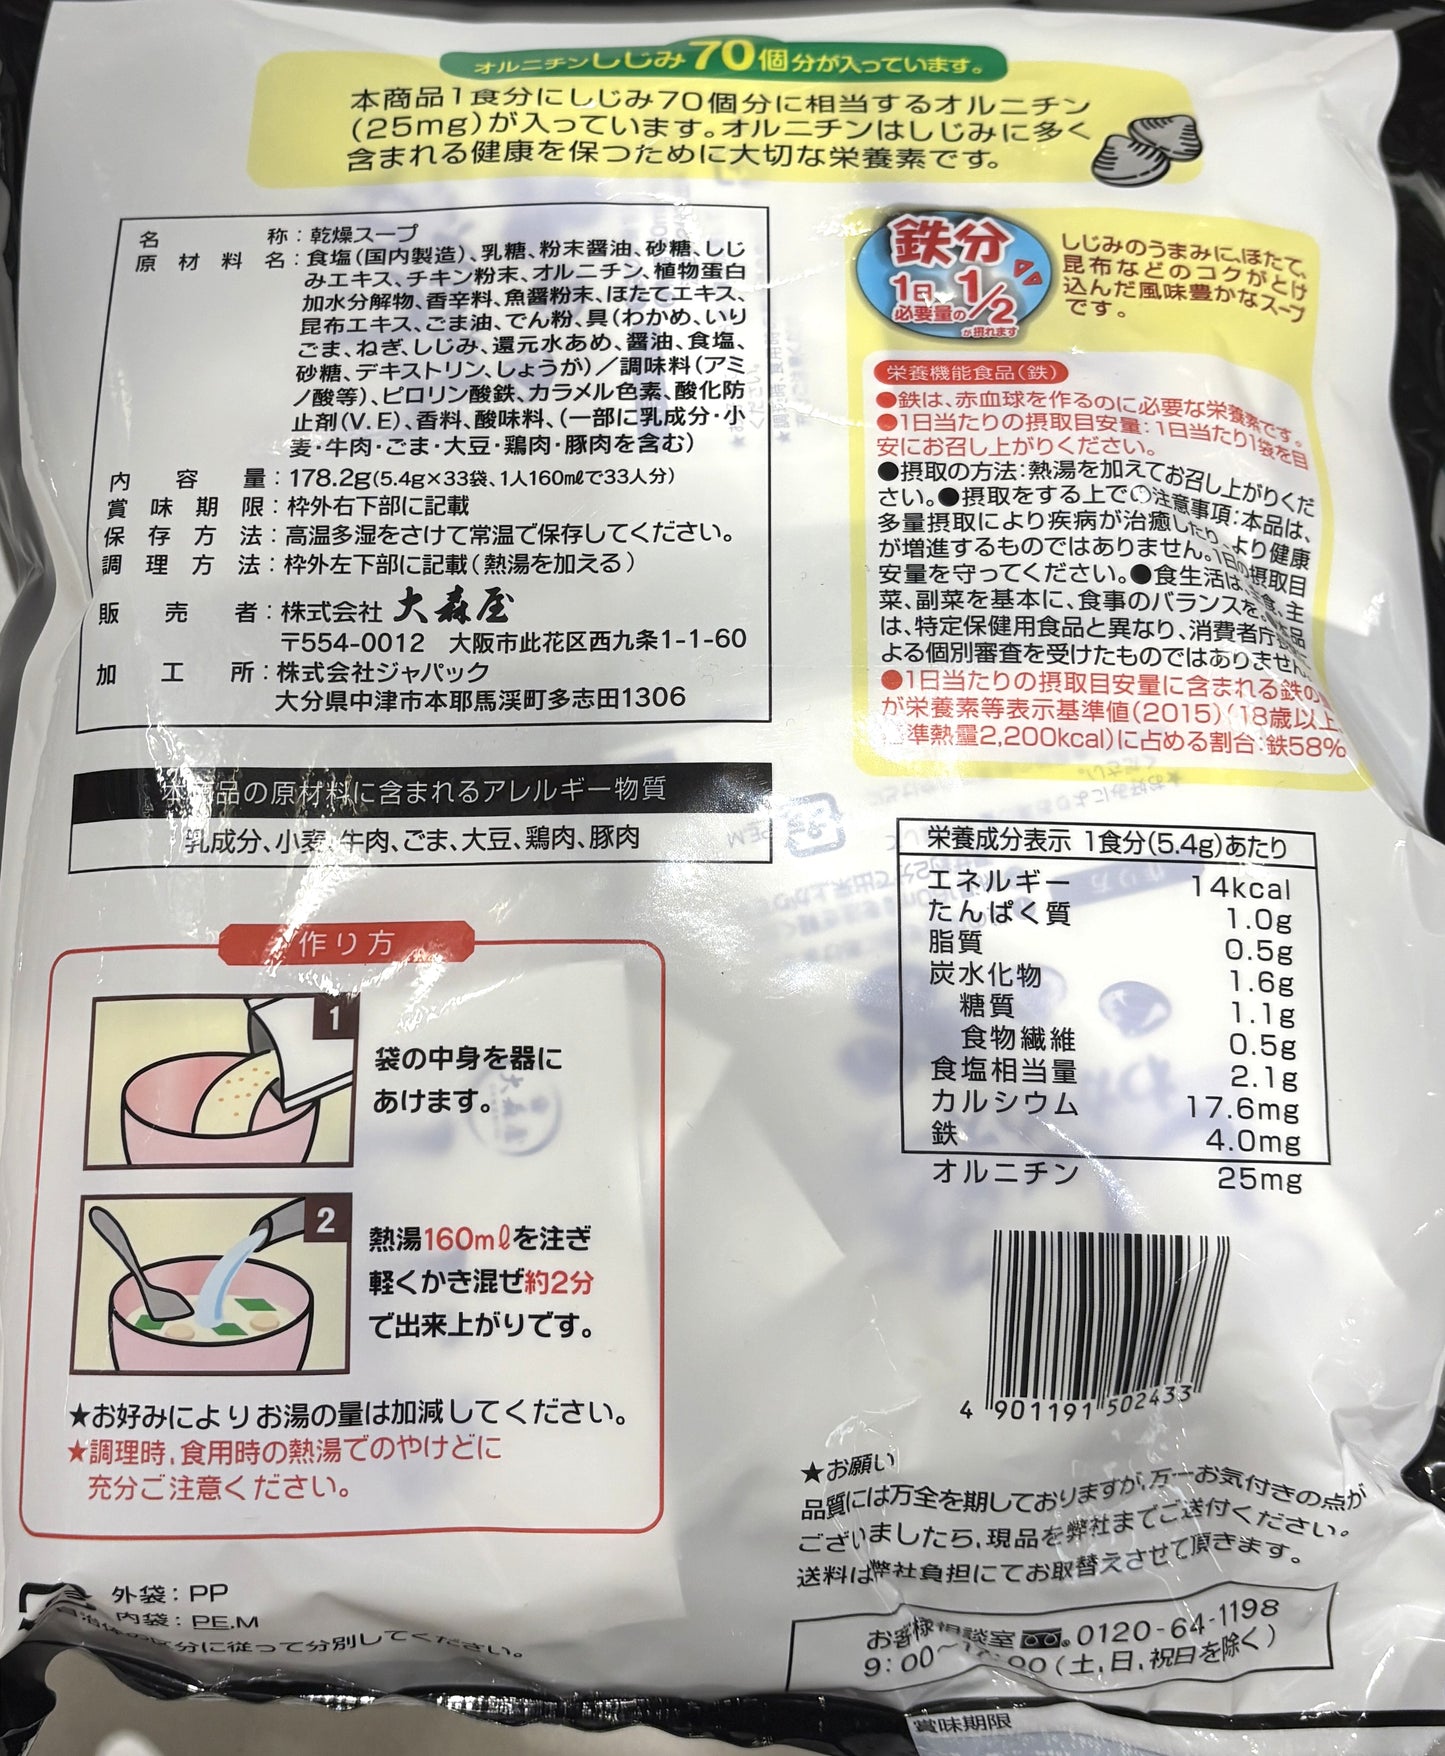 オルニチンしじみ70個分が入っています。
本商品1食分にしじみ70個分に相当するオルニチン
(25mg)が入っています。オルニチンはしじみに多く
含まれる健康を保つために大切な栄養素です。
名称：乾燥スープ
原材料名：食塩(国内製造)、乳糖、粉末醤油、砂糖、しじ
みエキス、チキン粉末、オルニチン、植物蛋白
加水分解物、香辛料、魚醤粉末、ほたてエキス、
昆布エキス、ごま油、でん粉、具(わかめ、いり
ごま、ねぎ、しじみ、還元水あめ、醤油、食塩、
砂糖、デキストリン、しょうが)／調味料(アミ
ノ酸等)、ピロリン酸鉄、カラメル色素、酸化防
止剤(V.E)、香料、酸味料、(一部に乳成分・小
麦・牛肉・ごま・大豆・鶏肉・豚肉を含む)
内容量：178.2g(5.4g×33袋、1人160mlで33人分)
賞味期限：枠外右下部に記載
保存方法：高温多湿をさけて常温で保存してください。
調理方法：枠外左下部に記載(熱湯を加える)
販売者：株式会社 大森屋
〒554-0012 大阪市此花区西九条1-1-60
加工所：株式会社ジャパック
大分県中津市本耶馬渓町多志田1306
鉄分
1日必要量の1/2が摂れます
しじみのうまみに、ほたて、
昆布などのコクがとけ
込んだ風味豊かなスープ
です。
栄養機能食品(鉄)
●鉄は、赤血球を作るのに必要な栄養素です。
●1日当たりの摂取目安量：1日当たり1袋を目
安にお召し上がりください。
●摂取の方法：熱湯を加えてお召し上がりくだ
さい。●摂取をする上での注意事項：本品は、
多量摂取により疾病が治癒したり、より健康
が増進するものではありません。1日の摂取目
安量を守ってください。●食生活は、主食、主
菜、副菜を基本に、食事のバランスを。●本品
は、特定保健用食品と異なり、消費者庁長官に
よる個別審査を受けたものではありません。
●1日当たりの摂取目安量に含まれる鉄の
が栄養素等表示基準値(2015)(18歳以上
準熱量2,200kcal)に占める割合：鉄58%
本商品の原材料に含まれるアレルギー物質
乳成分、小麦、牛肉、ごま、大豆、鶏肉、豚肉
栄養成分表示 1食分(5.4g)あたり
エネルギー 14kcal
たんぱく質 1.0g
脂質 0.5g
炭水化物 1.6g
糖質 1.1g
食物繊維 0.5g
食塩相当量 2.1g
カルシウム 17.6mg
鉄 4.0mg
オルニチン 25mg
作り方
1
袋の中身を器に
あけます。
2
熱湯160mlを注ぎ
軽くかき混ぜ約2分
で出来上がりです。
★お好みによりお湯の量は加減してください。
★調理時、食用時の熱湯でのやけどに
充分ご注意ください。
4 901191 502433
★お願い
品質には万全を期しておりますが、万一お気付きの点が
ございましたら、現品を弊社までご送付ください。
送料は弊社負担にてお取替えさせて頂きます。
お客様相談室 0120-64-1198
9:00~ :00(土、日、祝日を除く)
外袋：PP
内袋：PE,M
自治体の区分に従って分別してください。
賞味期限